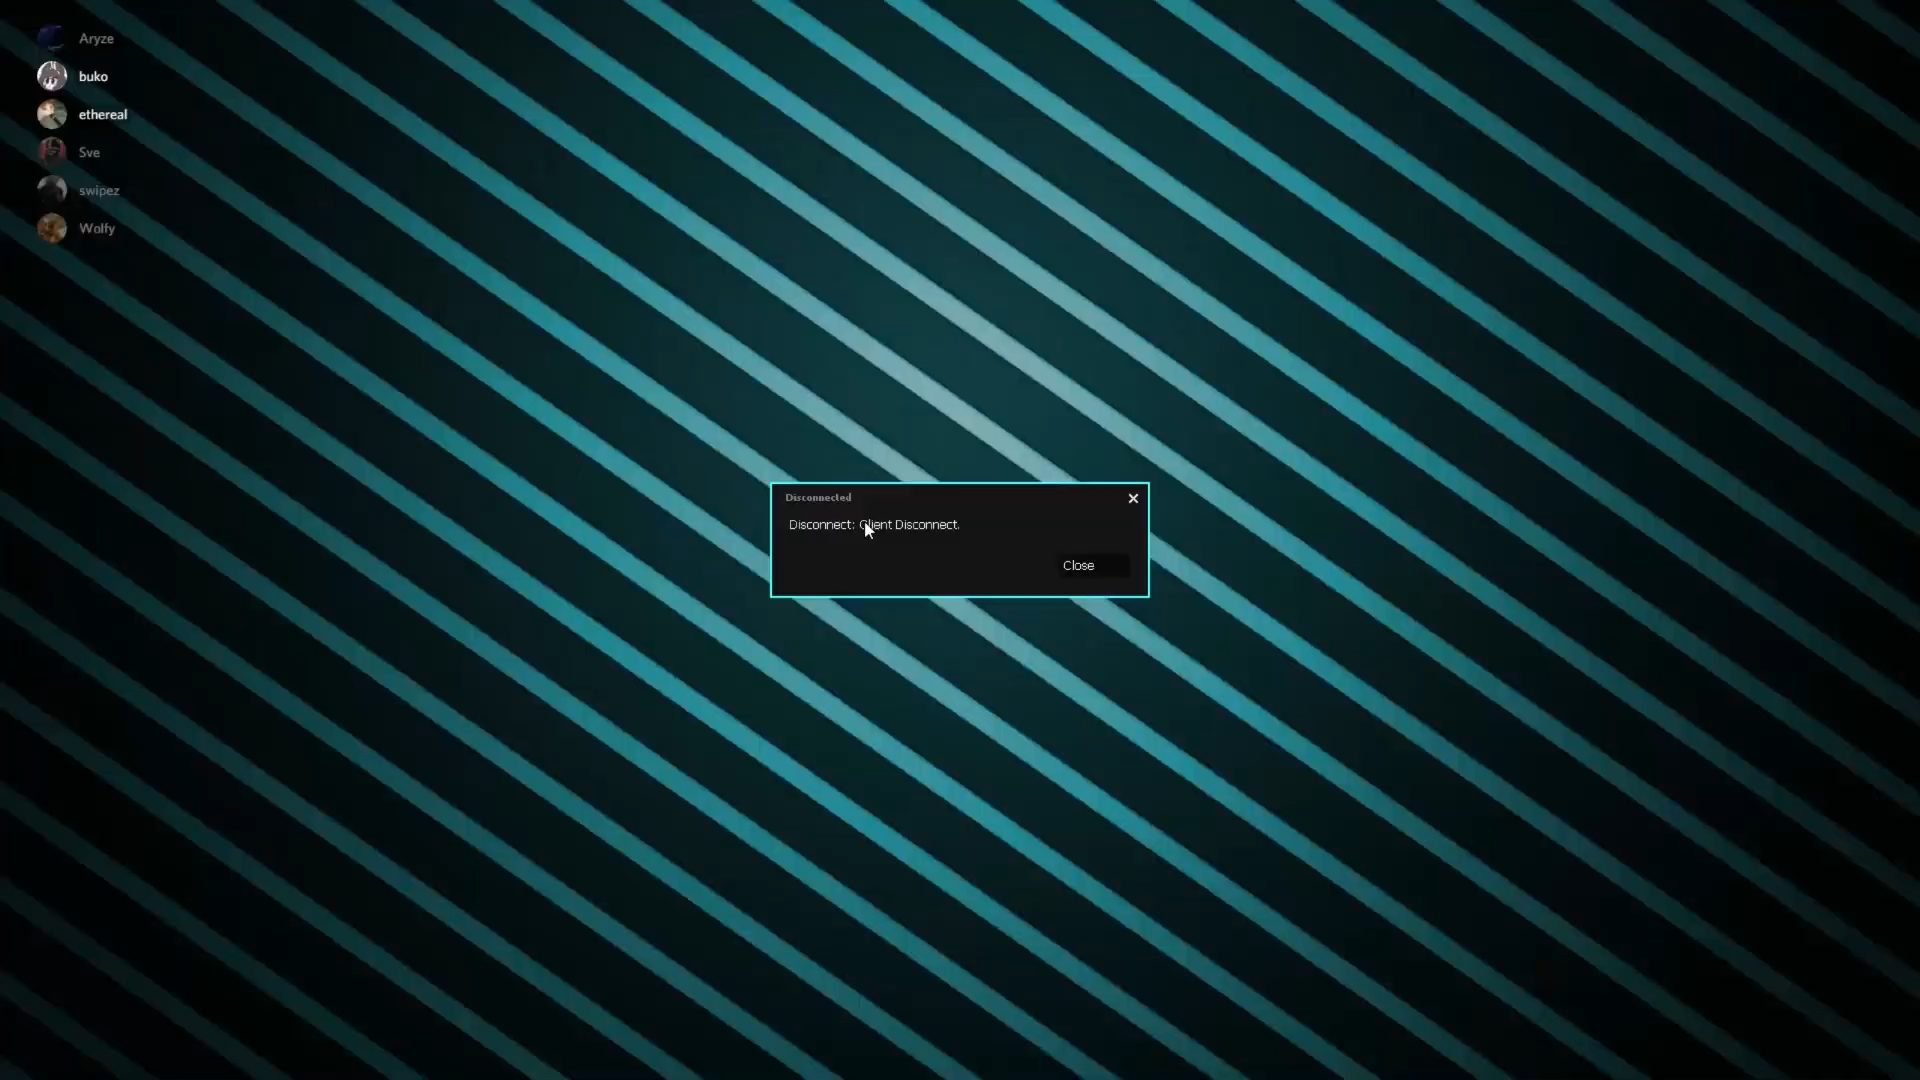 Aryze
buko
ethereal
Sve
swipez
Wolfy
Disconnected
Disconnect: Client Disconnect.
Close